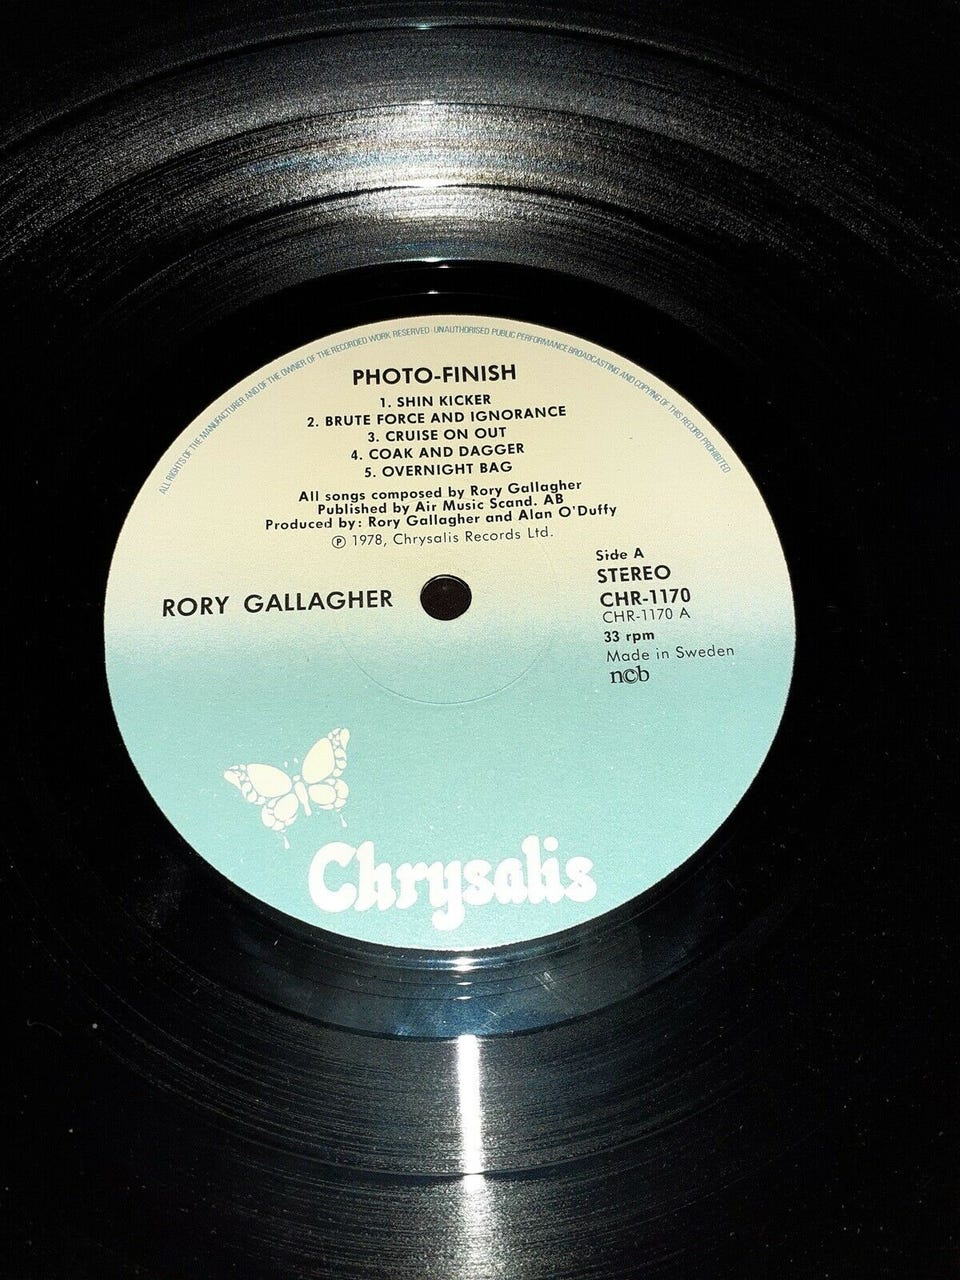 ALL RIGHTS OF THE MANUFACTURER AND OF THE OWNER OF THE RECORDED WORK RESERVED · UNAUTHORISED PUBLIC PERFORMANCE BROADCASTING AND COPYING OF THIS RECORD PROHIBITED
PHOTO-FINISH
1. SHIN KICKER
2. BRUTE FORCE AND IGNORANCE
3. CRUISE ON OUT
4. COAK AND DAGGER
5. OVERNIGHT BAG
All songs composed by Rory Gallagher
Published by Air Music Scand. AB
Produced by: Rory Gallagher and Alan O'Duffy
℗ 1978, Chrysalis Records Ltd.
RORY GALLAGHER
Side A
STEREO
CHR-1170
CHR-1170 A
33 rpm
Made in Sweden
ncb
Chrysalis